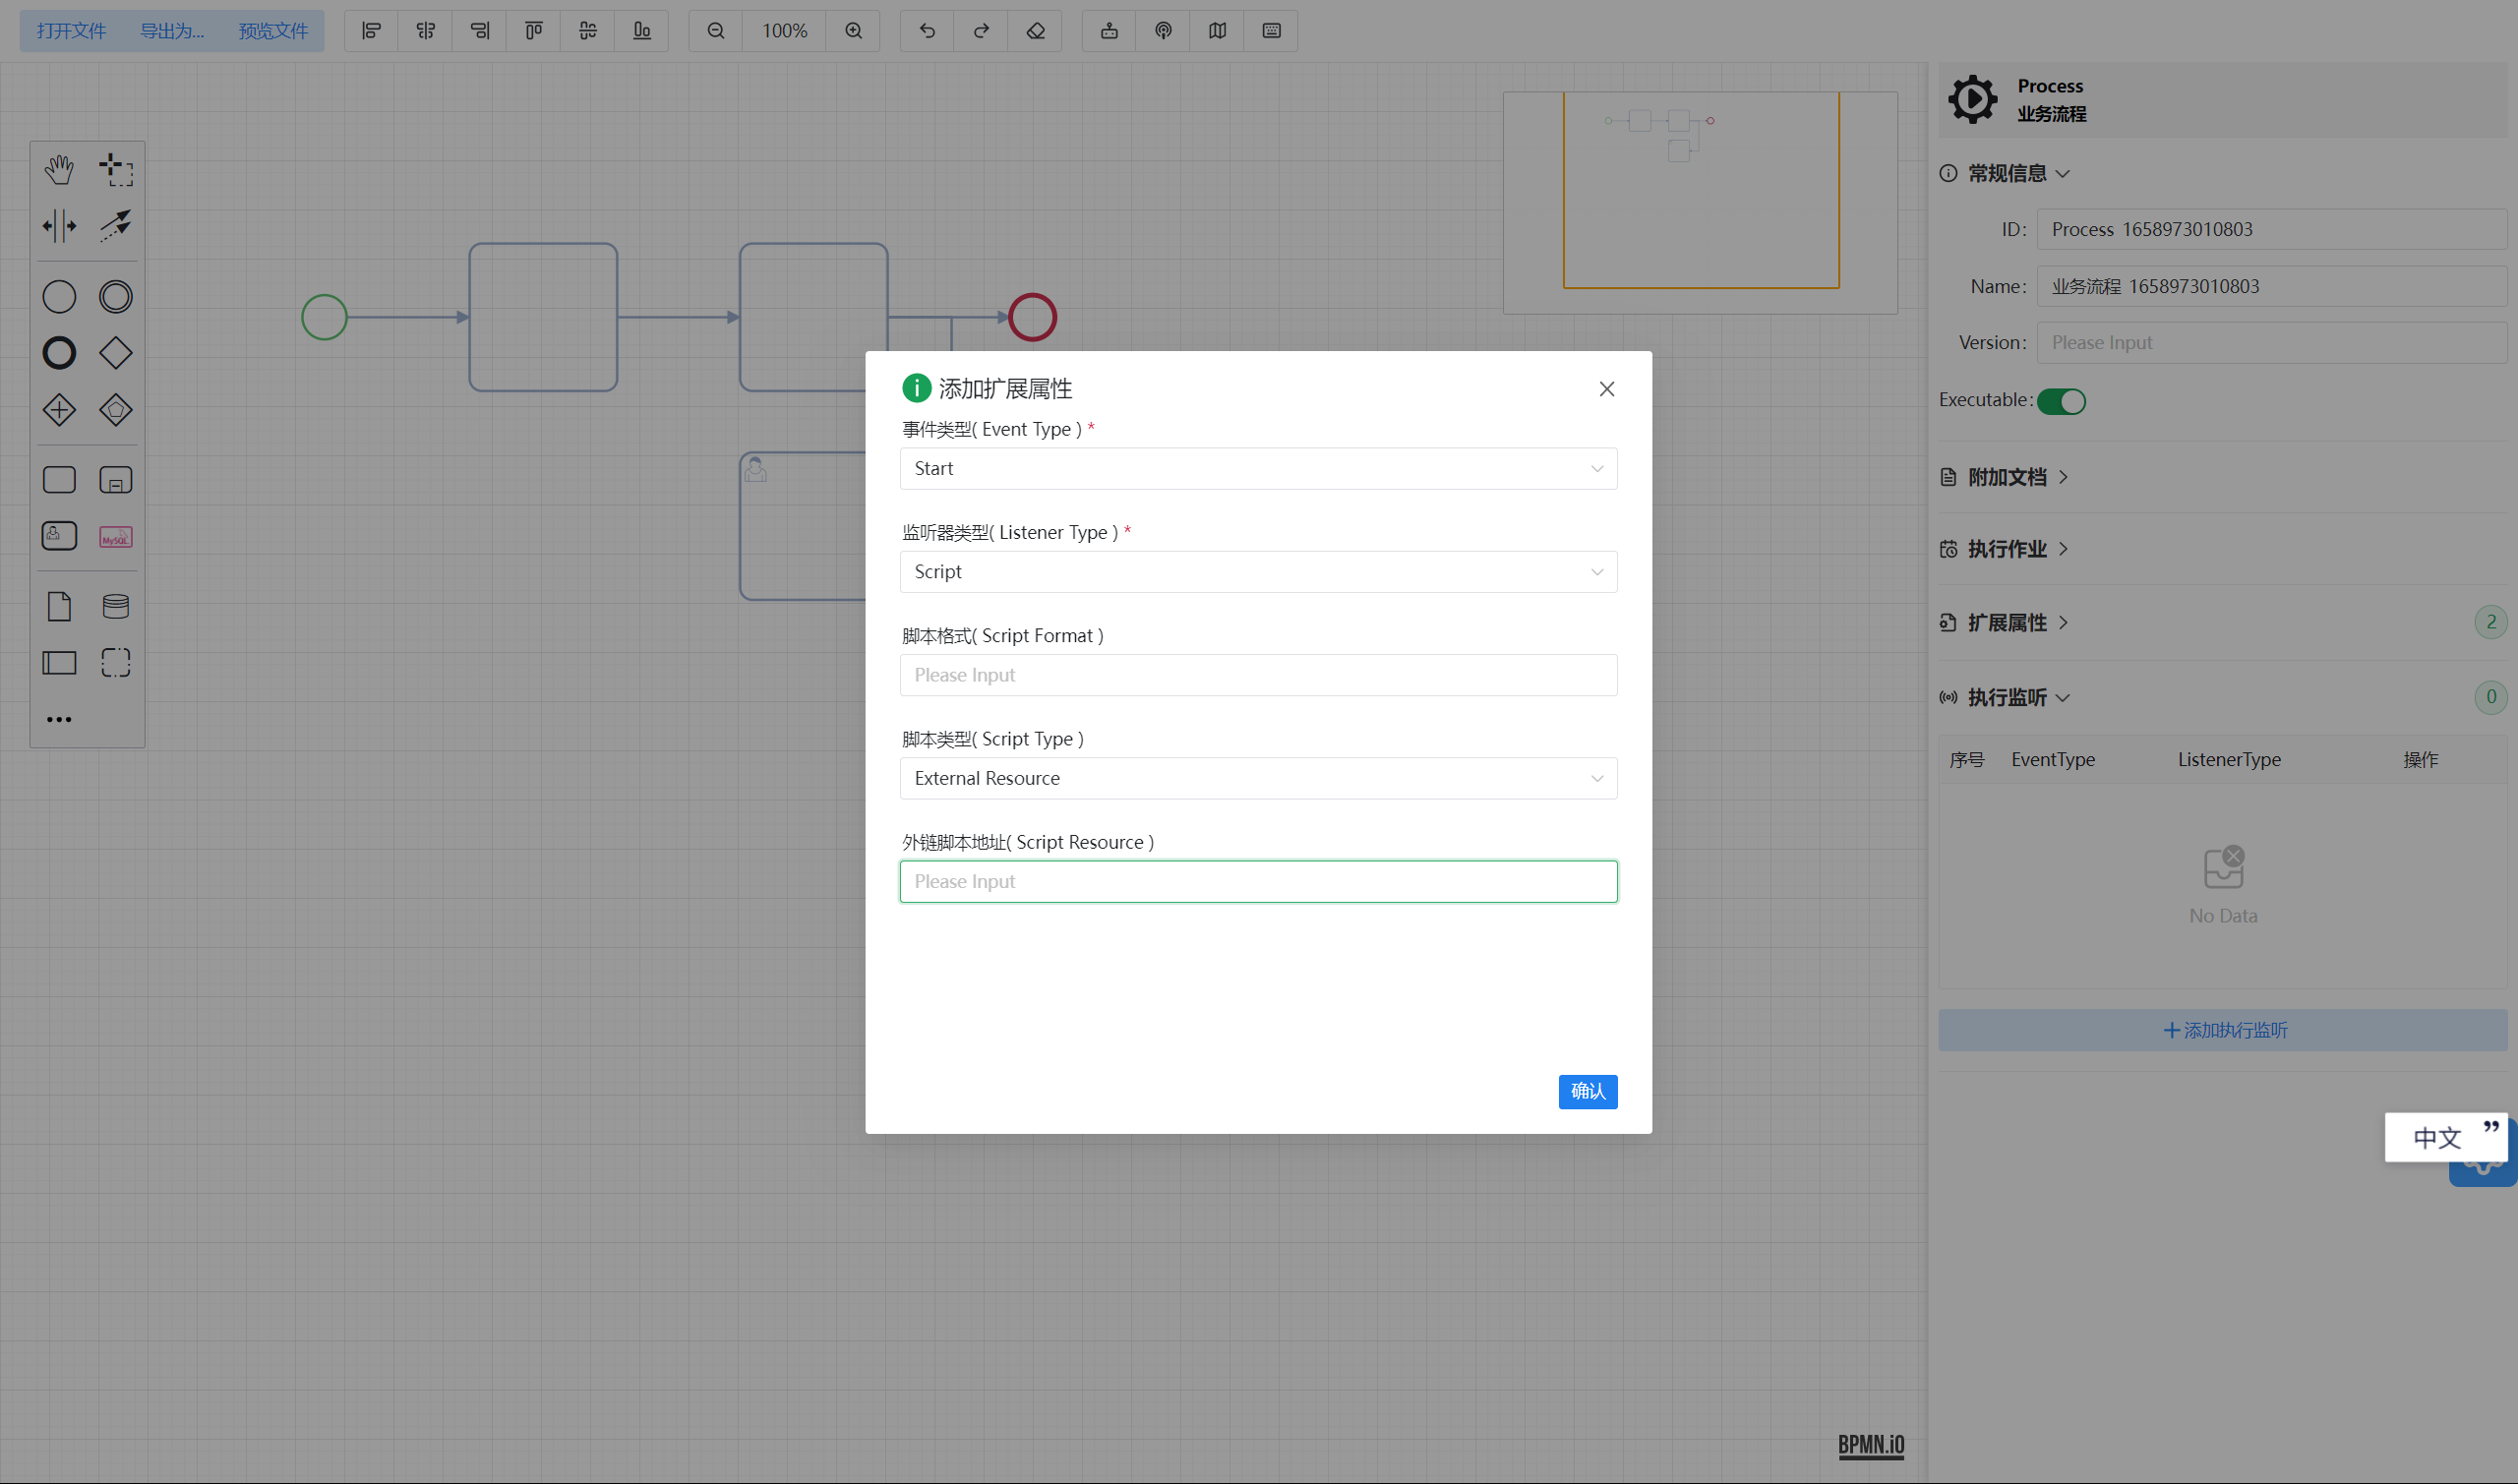 打开文件 导出为... 预览文件 100%
Process
业务流程
常规信息
ID: Process_1658973010803
Name: 业务流程_1658973010803
Version: Please Input
Executable:
附加文档
执行作业
扩展属性 2
执行监听 0
序号 EventType ListenerType 操作
No Data
添加执行监听
MySQL
添加扩展属性
事件类型( Event Type ) *
Start
监听器类型( Listener Type ) *
Script
脚本格式( Script Format )
Please Input
脚本类型( Script Type )
External Resource
外链脚本地址( Script Resource )
Please Input
确认
中文 ”
BPMN.iO